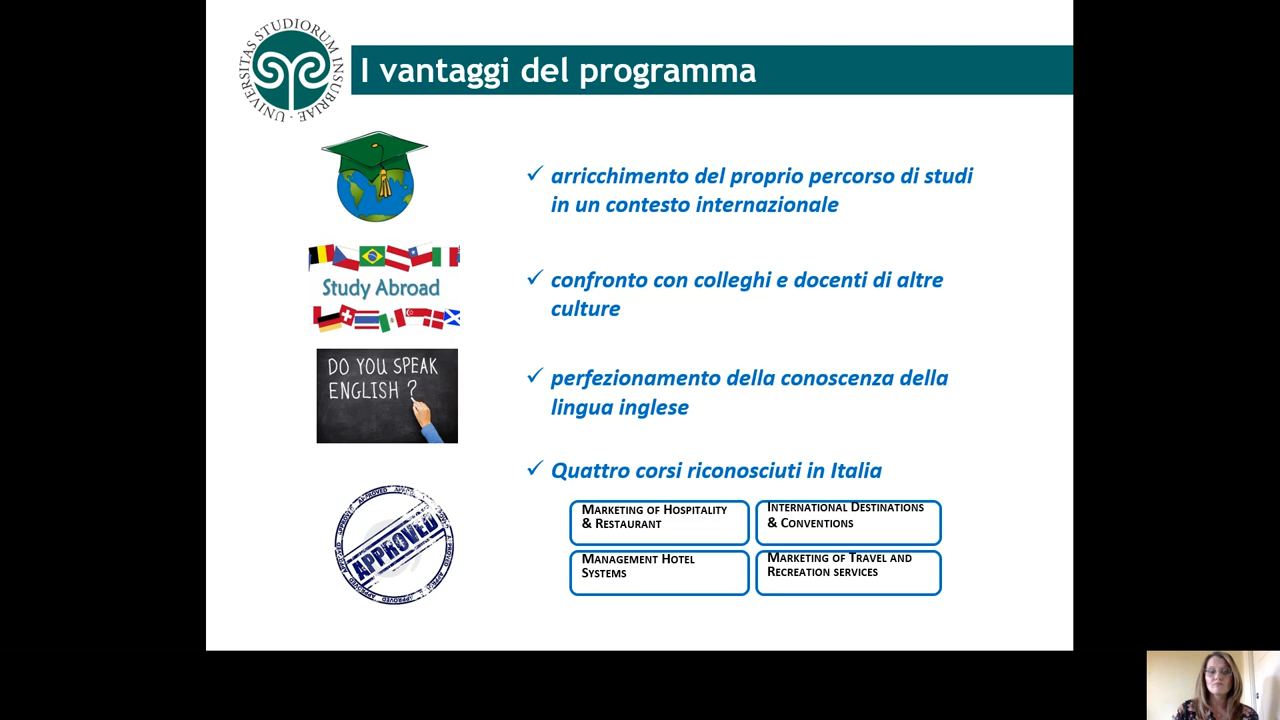 UNIVERSITAS STUDIORUM INSUBRIAE
I vantaggi del programma
✓ arricchimento del proprio percorso di studi
in un contesto internazionale
Study Abroad
✓ confronto con colleghi e docenti di altre
culture
DO YOU SPEAK
ENGLISH ?
✓ perfezionamento della conoscenza della
lingua inglese
✓ Quattro corsi riconosciuti in Italia
APPROVED
MARKETING OF HOSPITALITY
& RESTAURANT
INTERNATIONAL DESTINATIONS
& CONVENTIONS
MANAGEMENT HOTEL
SYSTEMS
MARKETING OF TRAVEL AND
RECREATION SERVICES